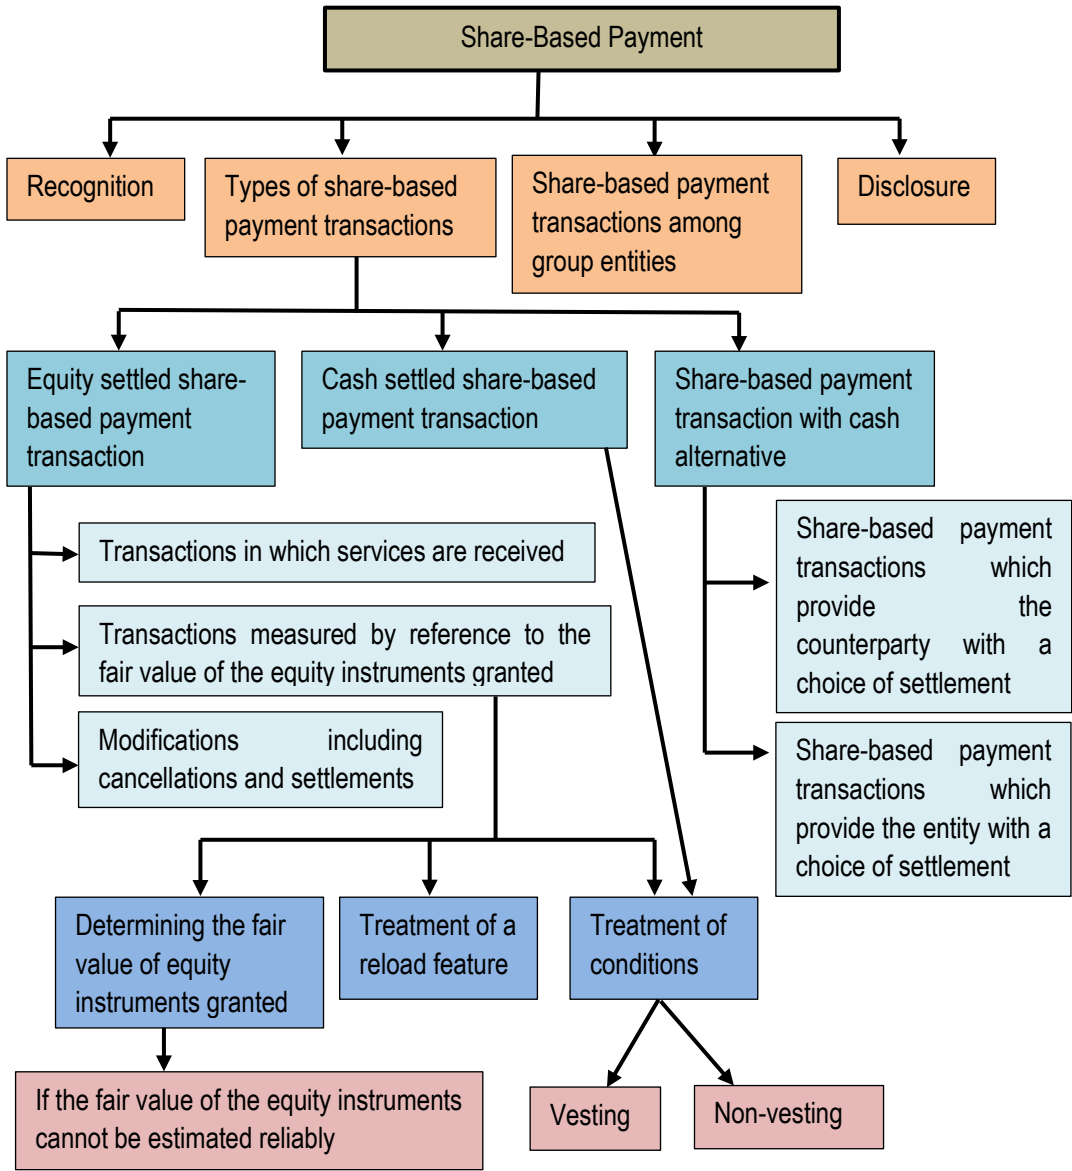 Share-Based Payment
Recognition
Types of share-based
payment transactions
Share-based payment
transactions among
group entities
Disclosure
Equity settled share-
based payment
transaction
Cash settled share-based
payment transaction
Share-based payment
transaction with cash
alternative
Transactions in which services are received
Transactions measured by reference to the
fair value of the equity instruments granted
Modifications including
cancellations and settlements
Share-based payment
transactions which
provide the
counterparty with a
choice of settlement
Share-based payment
transactions which
provide the entity with a
choice of settlement
Determining the fair
value of equity
instruments granted
Treatment of a
reload feature
Treatment of
conditions
If the fair value of the equity instruments
cannot be estimated reliably
Vesting
Non-vesting